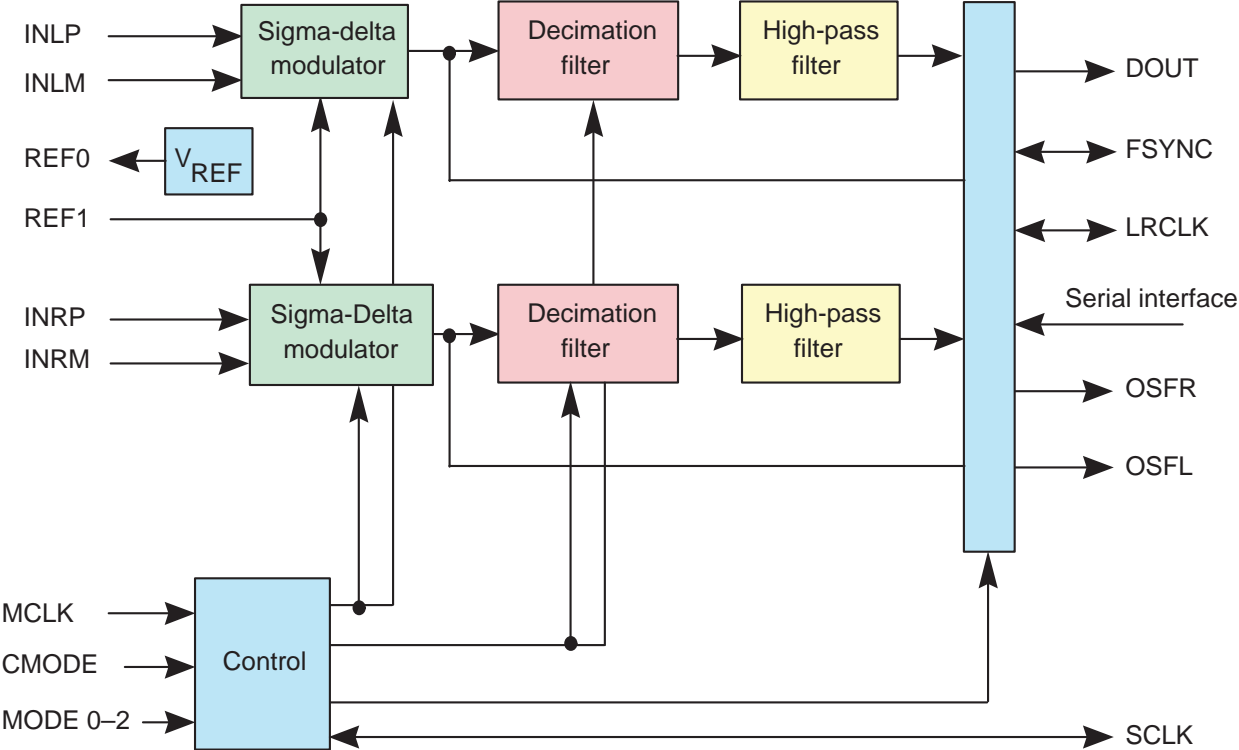 INLP
INLM
REF0
REF1
INRP
INRM
MCLK
CMODE
MODE 0–2
Sigma-delta
modulator
VREF
Sigma-Delta
modulator
Control
Decimation
filter
Decimation
filter
High-pass
filter
High-pass
filter
DOUT
FSYNC
LRCLK
Serial interface
OSFR
OSFL
SCLK